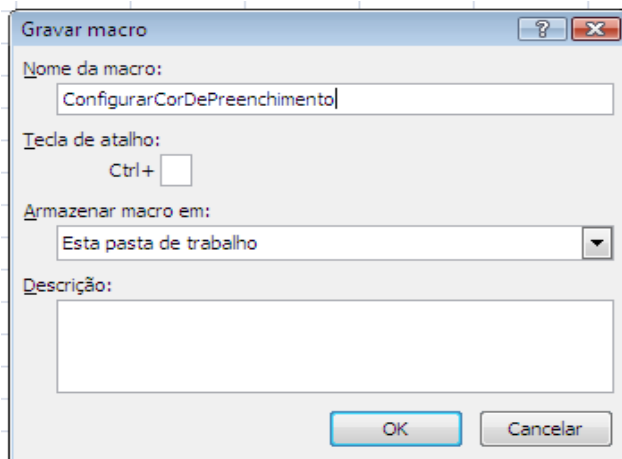 Gravar macro
Nome da macro:
ConfigurarCorDePreenchimento
Tecla de atalho:
Ctrl+
Armazenar macro em:
Esta pasta de trabalho
Descrição:
OK Cancelar